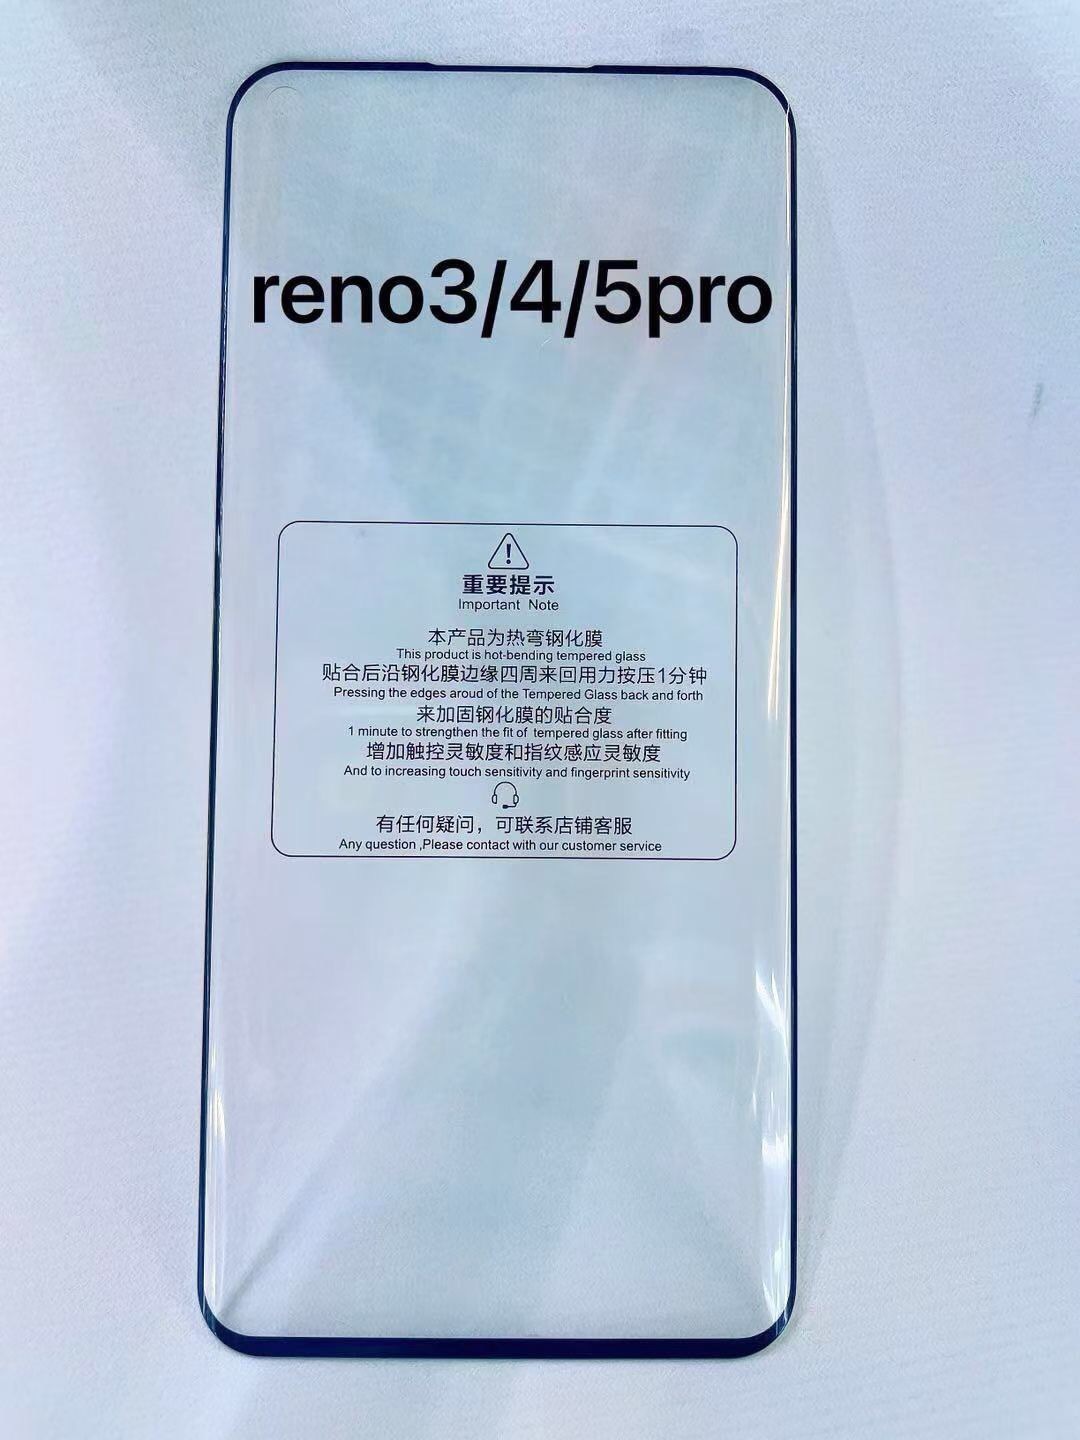 reno3/4/5pro
重要提示
Important Note
本产品为热弯钢化膜
This product is hot-bending tempered glass
贴合后沿钢化膜边缘四周来回用力按压1分钟
Pressing the edges aroud of the Tempered Glass back and forth
来加固钢化膜的贴合度
1 minute to strengthen the fit of tempered glass after fitting
增加触控灵敏度和指纹感应灵敏度
And to increasing touch sensitivity and fingerprint sensitivity
有任何疑问，可联系店铺客服
Any question ,Please contact with our customer service